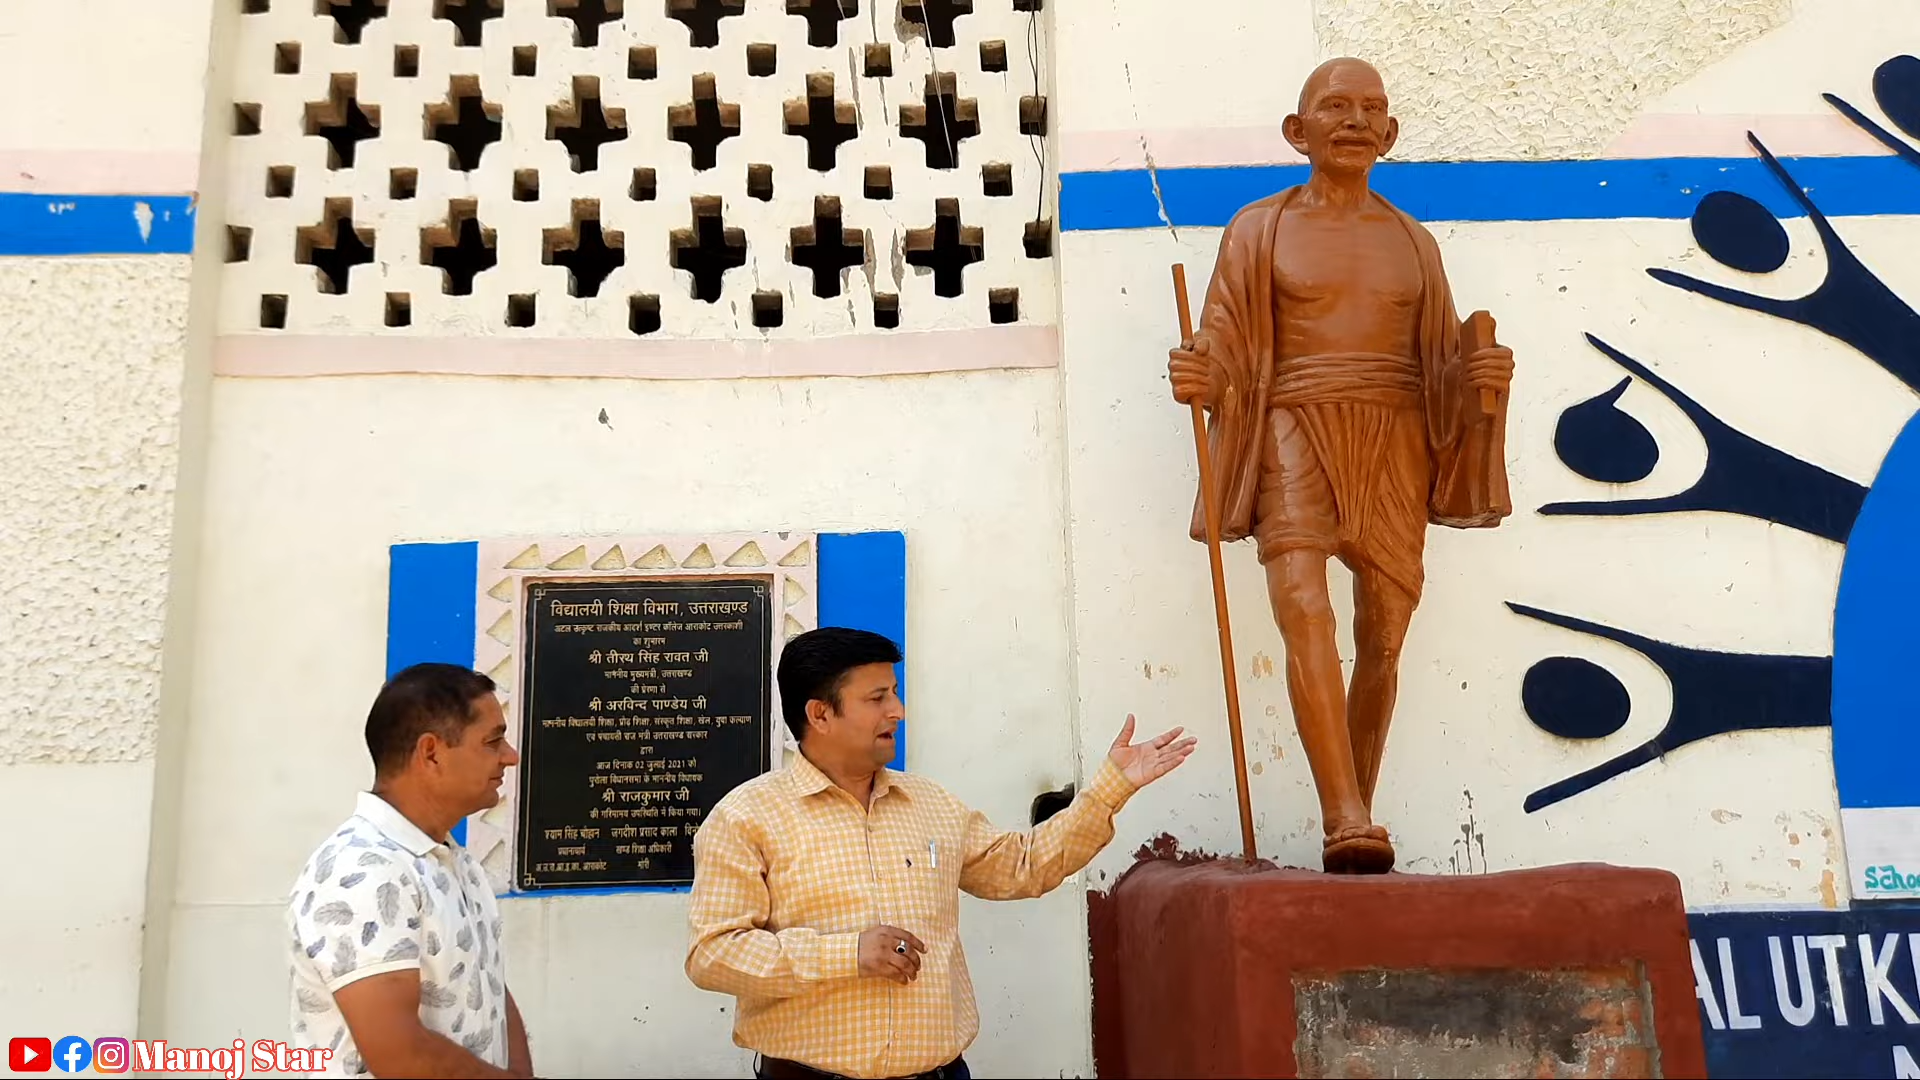 विद्यालयी शिक्षा विभाग, उत्तराखण्ड
अटल उत्कृष्ट राजकीय आदर्श इण्टर कॉलेज आराकोट उत्तरकाशी
का शुभारम्भ
श्री तीरथ सिंह रावत जी
माननीय मुख्यमंत्री, उत्तराखण्ड
की प्रेरणा से
श्री अरविन्द पाण्डेय जी
माननीय विद्यालयी शिक्षा, प्रौढ़ शिक्षा, संस्कृत शिक्षा, खेल, युवा कल्याण
एवं पंचायती राज मंत्री उत्तराखण्ड सरकार
द्वारा
आज दिनांक 02 जुलाई 2021 को
पुरोला विधानसभा के माननीय विधायक
श्री राजकुमार जी
की गरिमामय उपस्थिति में किया गया।
श्याम सिंह चौहान जगदीश प्रसाद काला
प्रधानाचार्य खण्ड शिक्षा अधिकारी
अ.उ.रा.आ.इ.का. आराकोट मोरी
Scho
AL UTK
Manoj Star